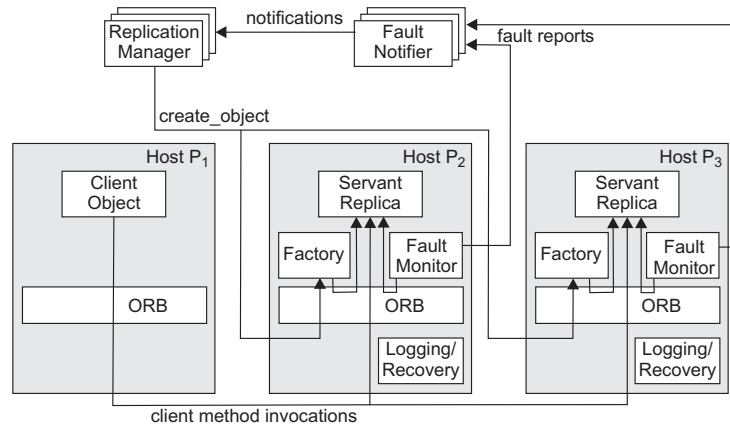 notifications
Replication
Manager
Fault
Notifier
fault reports
create_object
Host P1
Host P2
Host P3
Client
Object
Servant
Replica
Servant
Replica
Factory
Fault
Monitor
Factory
Fault
Monitor
ORB
ORB
ORB
Logging/
Recovery
Logging/
Recovery
client method invocations